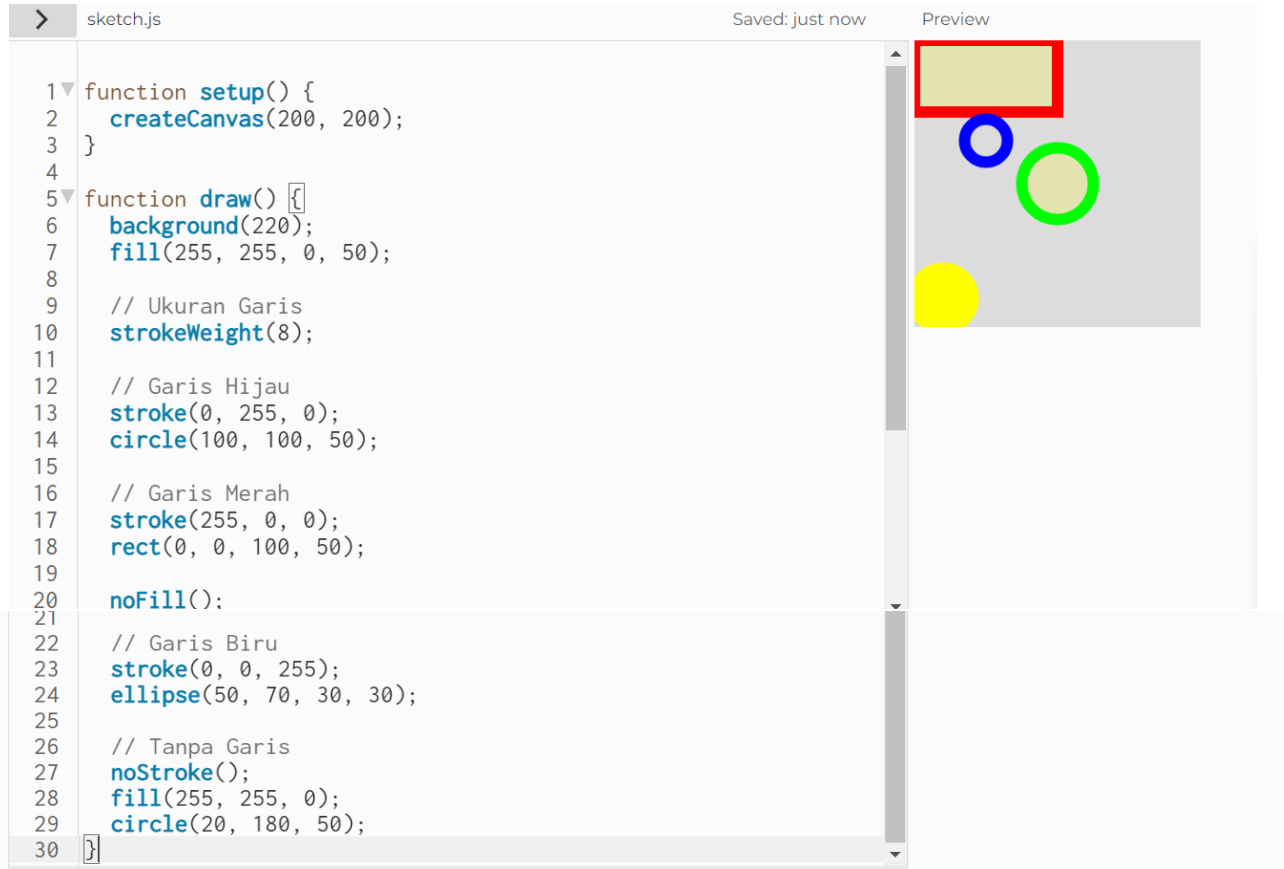 sketch.js Saved: just now Preview
1 function setup() {
2 createCanvas(200, 200);
3 }
4
5 function draw() {
6 background(220);
7 fill(255, 255, 0, 50);
8
9 // Ukuran Garis
10 strokeWeight(8);
11
12 // Garis Hijau
13 stroke(0, 255, 0);
14 circle(100, 100, 50);
15
16 // Garis Merah
17 stroke(255, 0, 0);
18 rect(0, 0, 100, 50);
19
20 noFill();
21
22 // Garis Biru
23 stroke(0, 0, 255);
24 ellipse(50, 70, 30, 30);
25
26 // Tanpa Garis
27 noStroke();
28 fill(255, 255, 0);
29 circle(20, 180, 50);
30 }